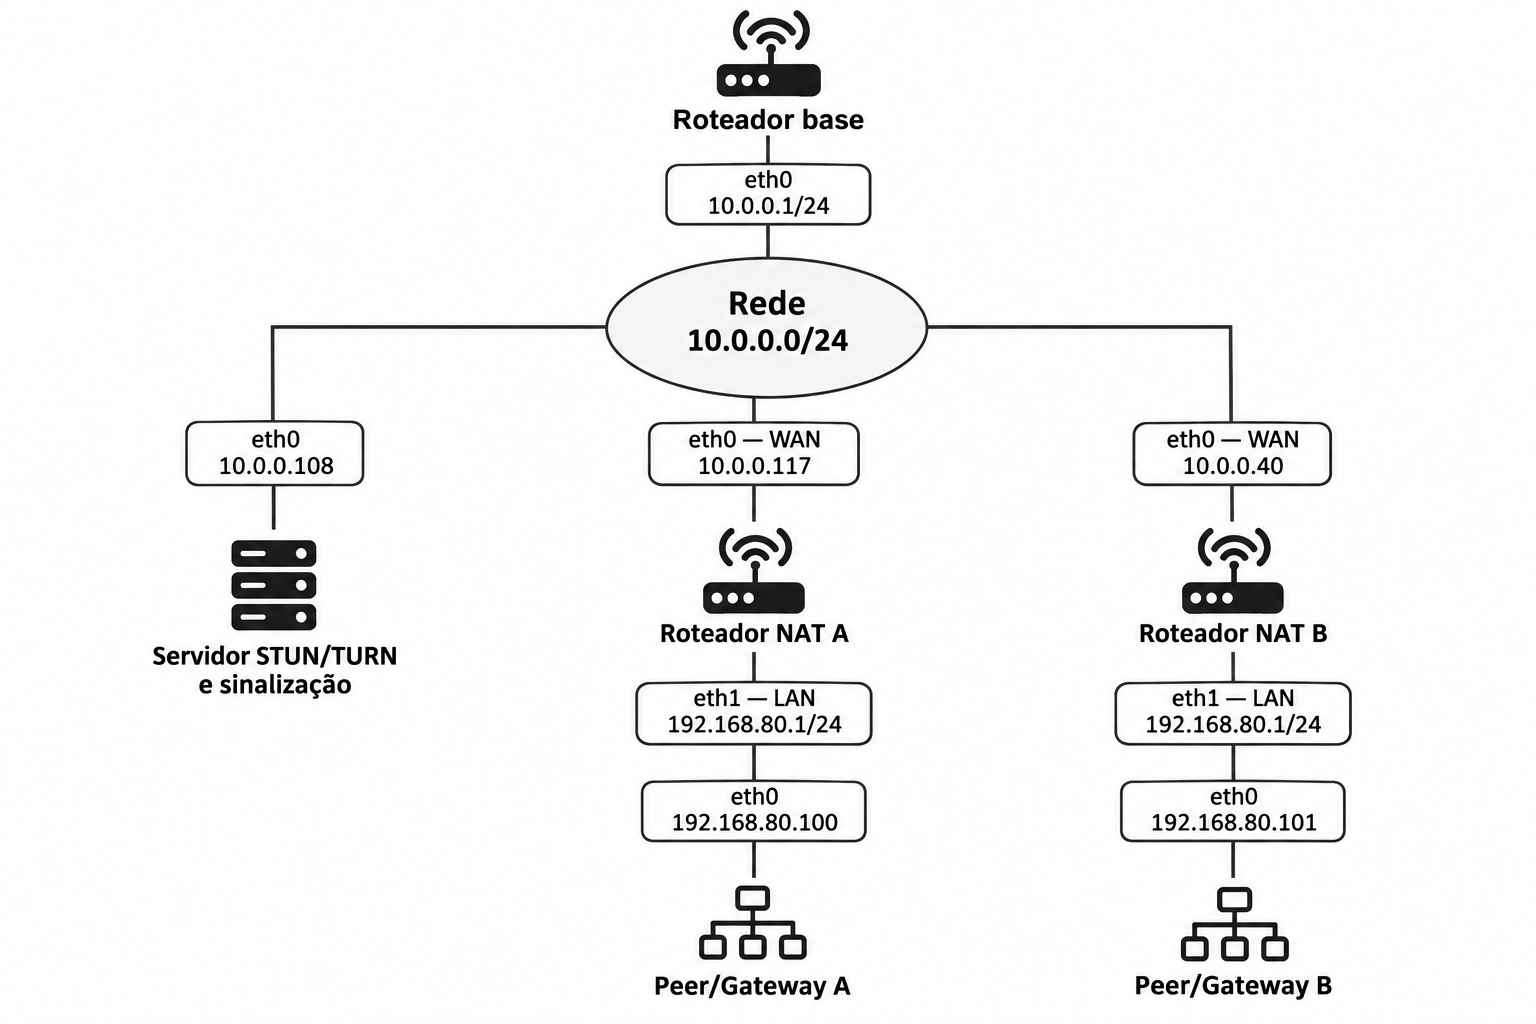 Roteador base
eth0
10.0.0.1/24
Rede
10.0.0.0/24
eth0
10.0.0.108
Servidor STUN/TURN
e sinalização
eth0 — WAN
10.0.0.117
Roteador NAT A
eth1 — LAN
192.168.80.1/24
eth0
192.168.80.100
Peer/Gateway A
eth0 — WAN
10.0.0.40
Roteador NAT B
eth1 — LAN
192.168.80.1/24
eth0
192.168.80.101
Peer/Gateway B